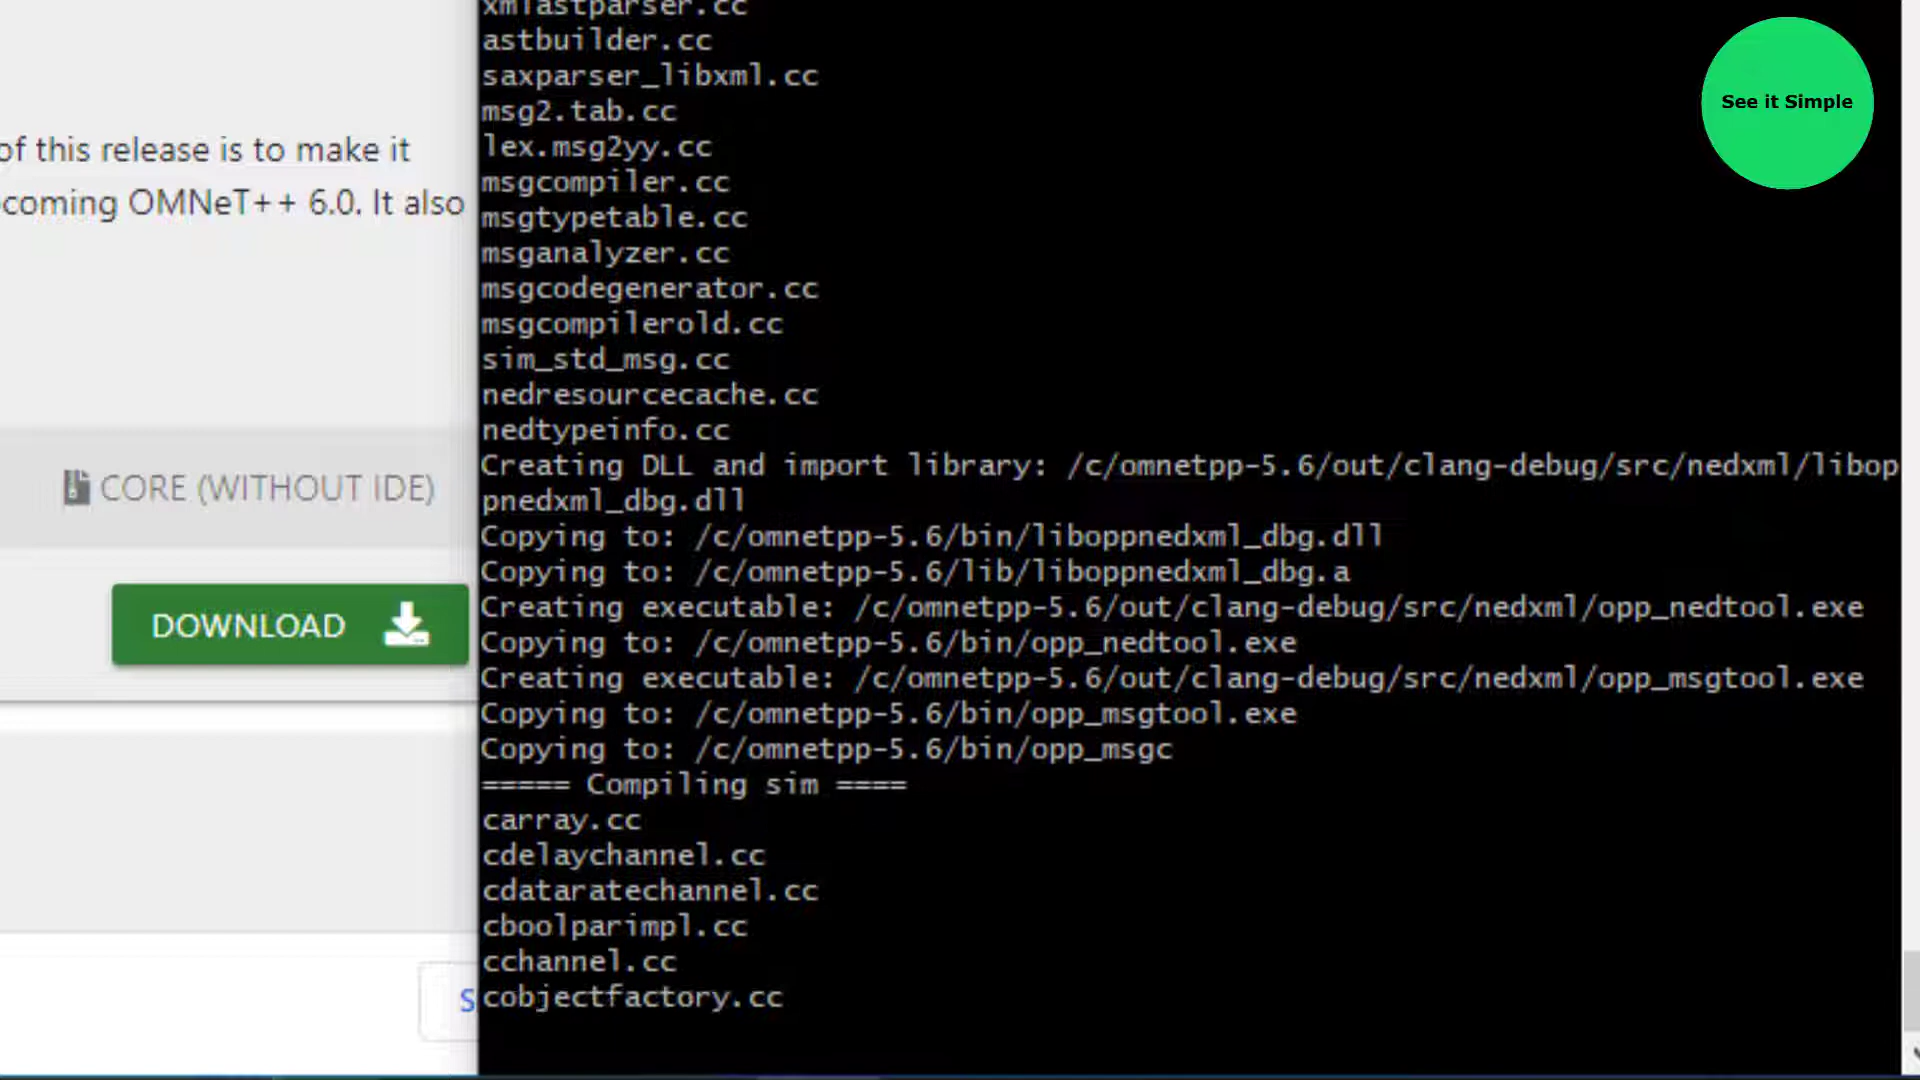 of this release is to make it
coming OMNeT++ 6.0. It also
CORE (WITHOUT IDE)
DOWNLOAD
xmlastparser.cc
astbuilder.cc
saxparser_libxml.cc
msg2.tab.cc
lex.msg2yy.cc
msgcompiler.cc
msgtypetable.cc
msganalyzer.cc
msgcodegenerator.cc
msgcompilerold.cc
sim_std_msg.cc
nedresourcecache.cc
nedtypeinfo.cc
Creating DLL and import library: /c/omnetpp-5.6/out/clang-debug/src/nedxml/libop
pnedxml_dbg.dll
Copying to: /c/omnetpp-5.6/bin/liboppnedxml_dbg.dll
Copying to: /c/omnetpp-5.6/lib/liboppnedxml_dbg.a
Creating executable: /c/omnetpp-5.6/out/clang-debug/src/nedxml/opp_nedtool.exe
Copying to: /c/omnetpp-5.6/bin/opp_nedtool.exe
Creating executable: /c/omnetpp-5.6/out/clang-debug/src/nedxml/opp_msgtool.exe
Copying to: /c/omnetpp-5.6/bin/opp_msgtool.exe
Copying to: /c/omnetpp-5.6/bin/opp_msgc
===== Compiling sim ====
carray.cc
cdelaychannel.cc
cdataratechannel.cc
cboolparimpl.cc
cchannel.cc
cobjectfactory.cc
See it Simple